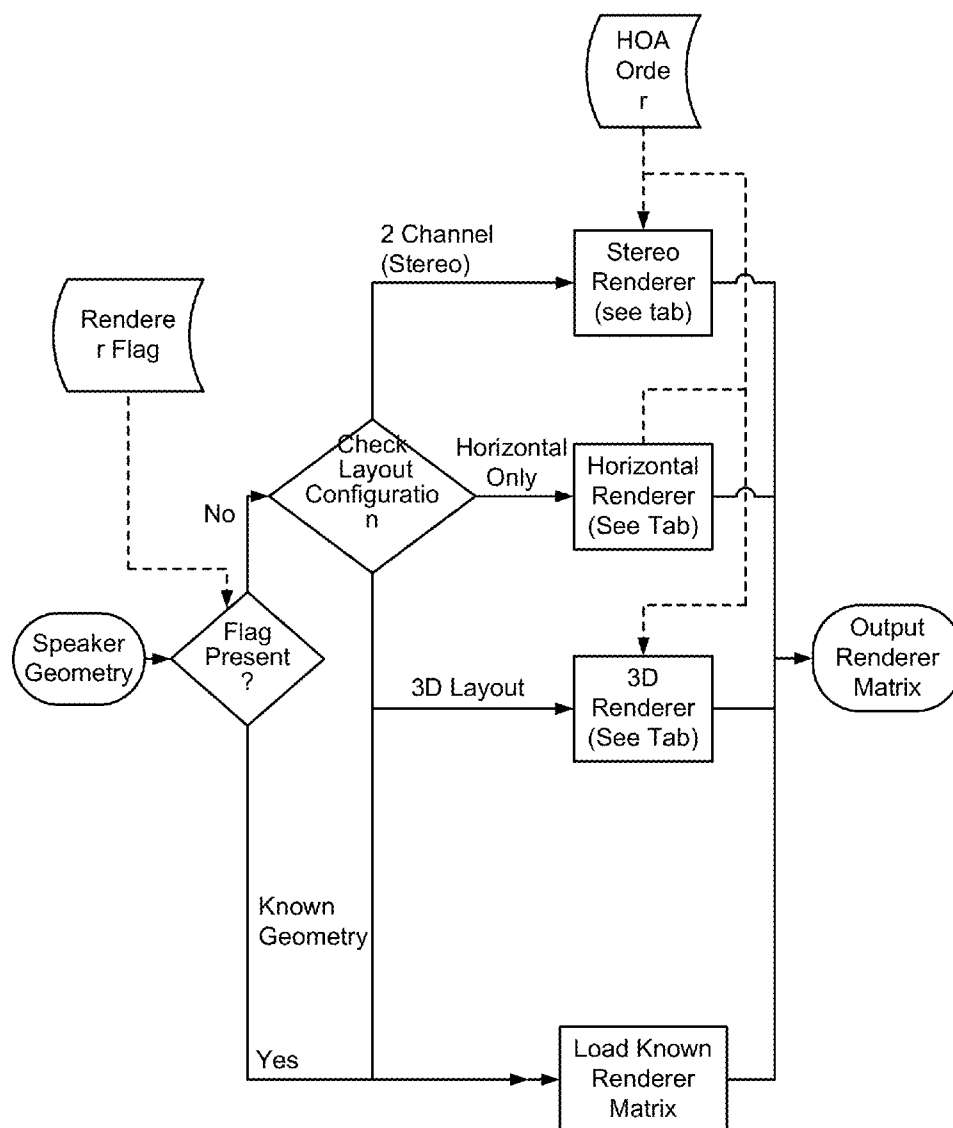 HOA
Orde
r
2 Channel
(Stereo)
Stereo
Renderer
(see tab)
Rendere
r Flag
Check
Layout
Configuratio
n
Horizontal
Only
Horizontal
Renderer
(See Tab)
No
Speaker
Geometry
Flag
Present
?
3D Layout
3D
Renderer
(See Tab)
Output
Renderer
Matrix
Known
Geometry
Yes
Load Known
Renderer
Matrix